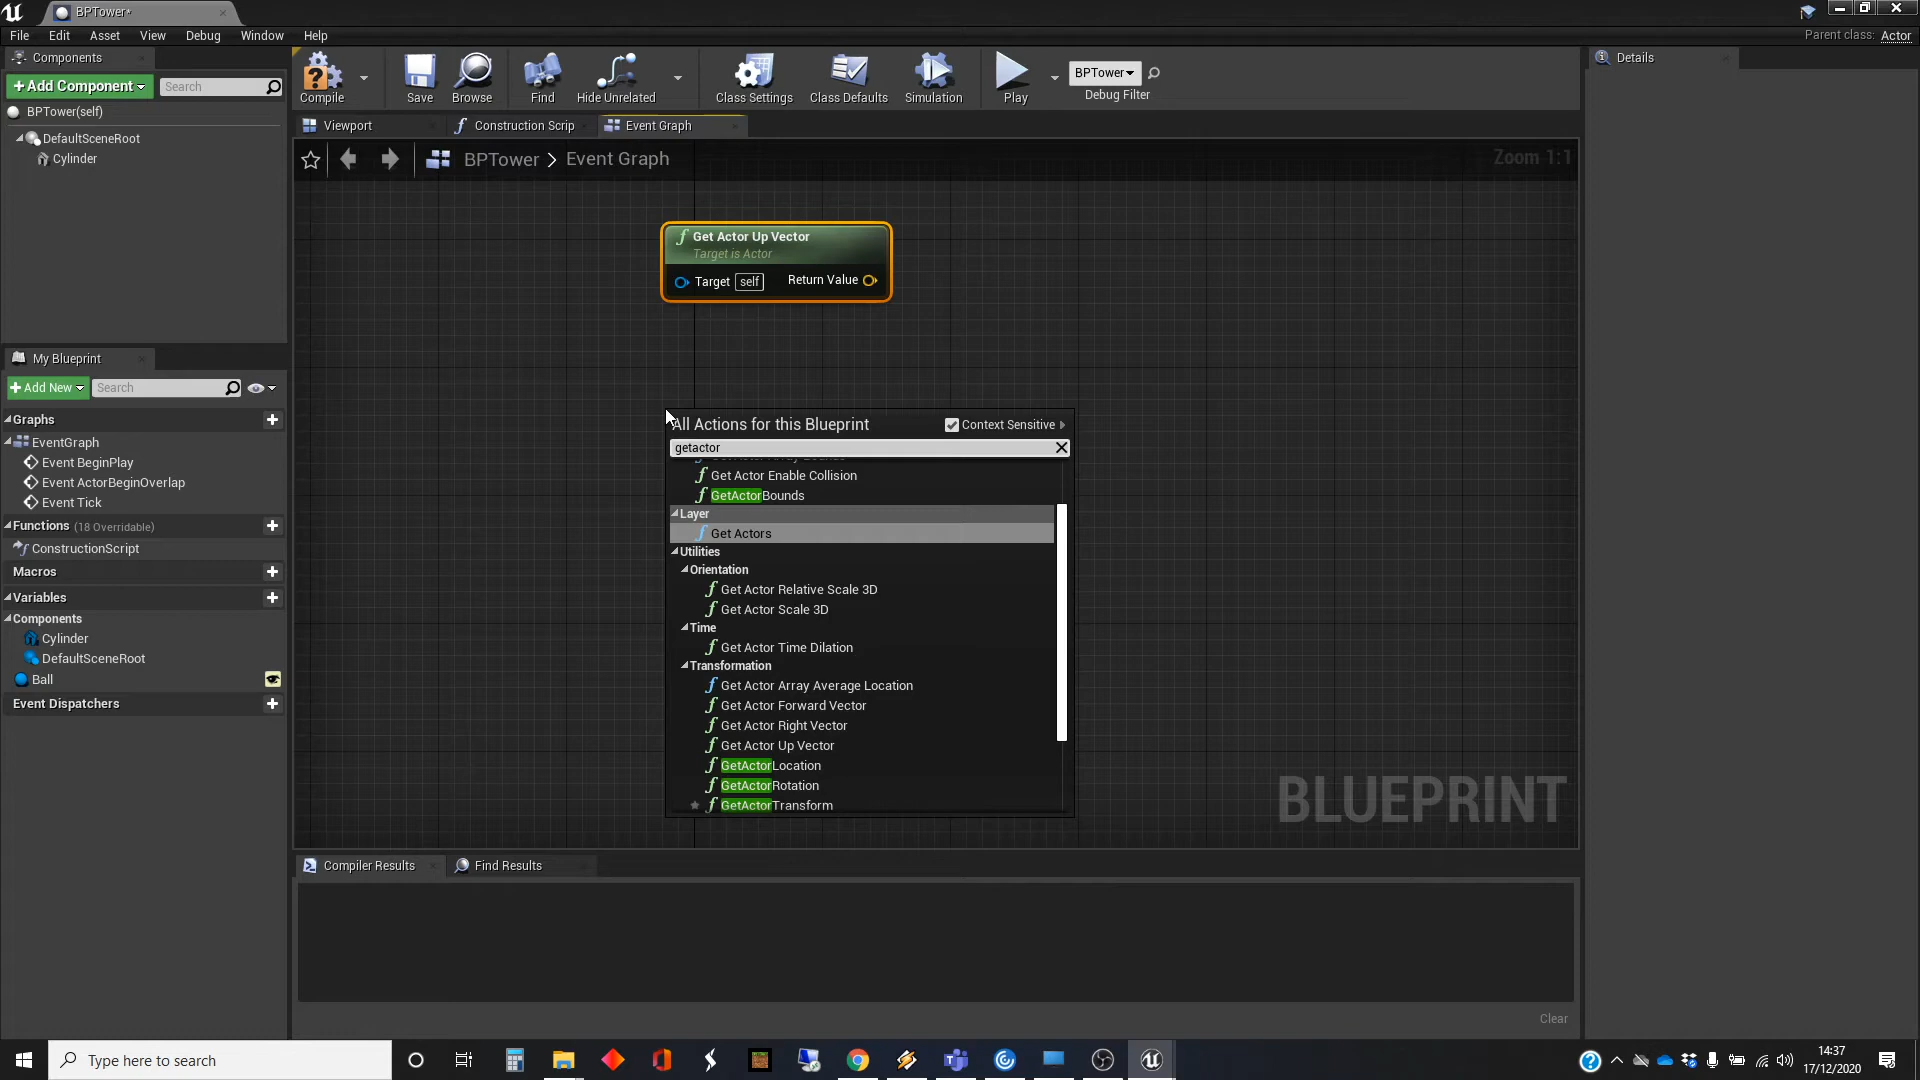 BPTower*
File Edit Asset View Debug Window Help
Parent class: Actor
Components
Details
+Add Component
Search
Compile
Save
Browse
Find
Hide Unrelated
Class Settings
Class Defaults
Simulation
Play
BPTower
Debug Filter
BPTower(self)
DefaultSceneRoot
Cylinder
Viewport
Construction Scrip
Event Graph
BPTower > Event Graph
Zoom 1:1
f Get Actor Up Vector
Target is Actor
Target self Return Value
My Blueprint
+Add New
Search
Graphs
EventGraph
Event BeginPlay
Event ActorBeginOverlap
Event Tick
Functions (18 Overridable)
ConstructionScript
Macros
Variables
Components
Cylinder
DefaultSceneRoot
Ball
Event Dispatchers
All Actions for this Blueprint
Context Sensitive
getactor
f Get Actor Enable Collision
f GetActorBounds
Layer
f Get Actors
Utilities
Orientation
f Get Actor Relative Scale 3D
f Get Actor Scale 3D
Time
f Get Actor Time Dilation
Transformation
f Get Actor Array Average Location
f Get Actor Forward Vector
f Get Actor Right Vector
f Get Actor Up Vector
f GetActorLocation
f GetActorRotation
f GetActorTransform
BLUEPRINT
Compiler Results
Find Results
Clear
Type here to search
14:37
17/12/2020